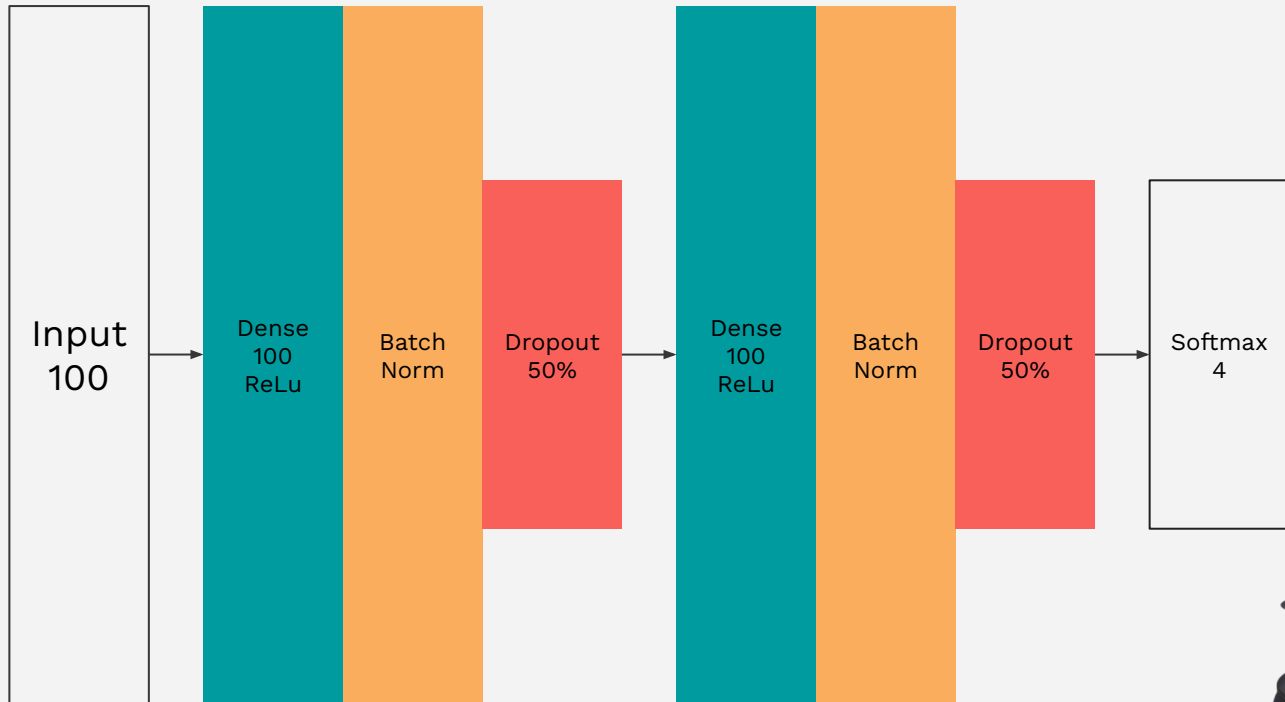 Input
100
Dense
100
ReLu
Batch
Norm
Dropout
50%
Dense
100
ReLu
Batch
Norm
Dropout
50%
Softmax
4